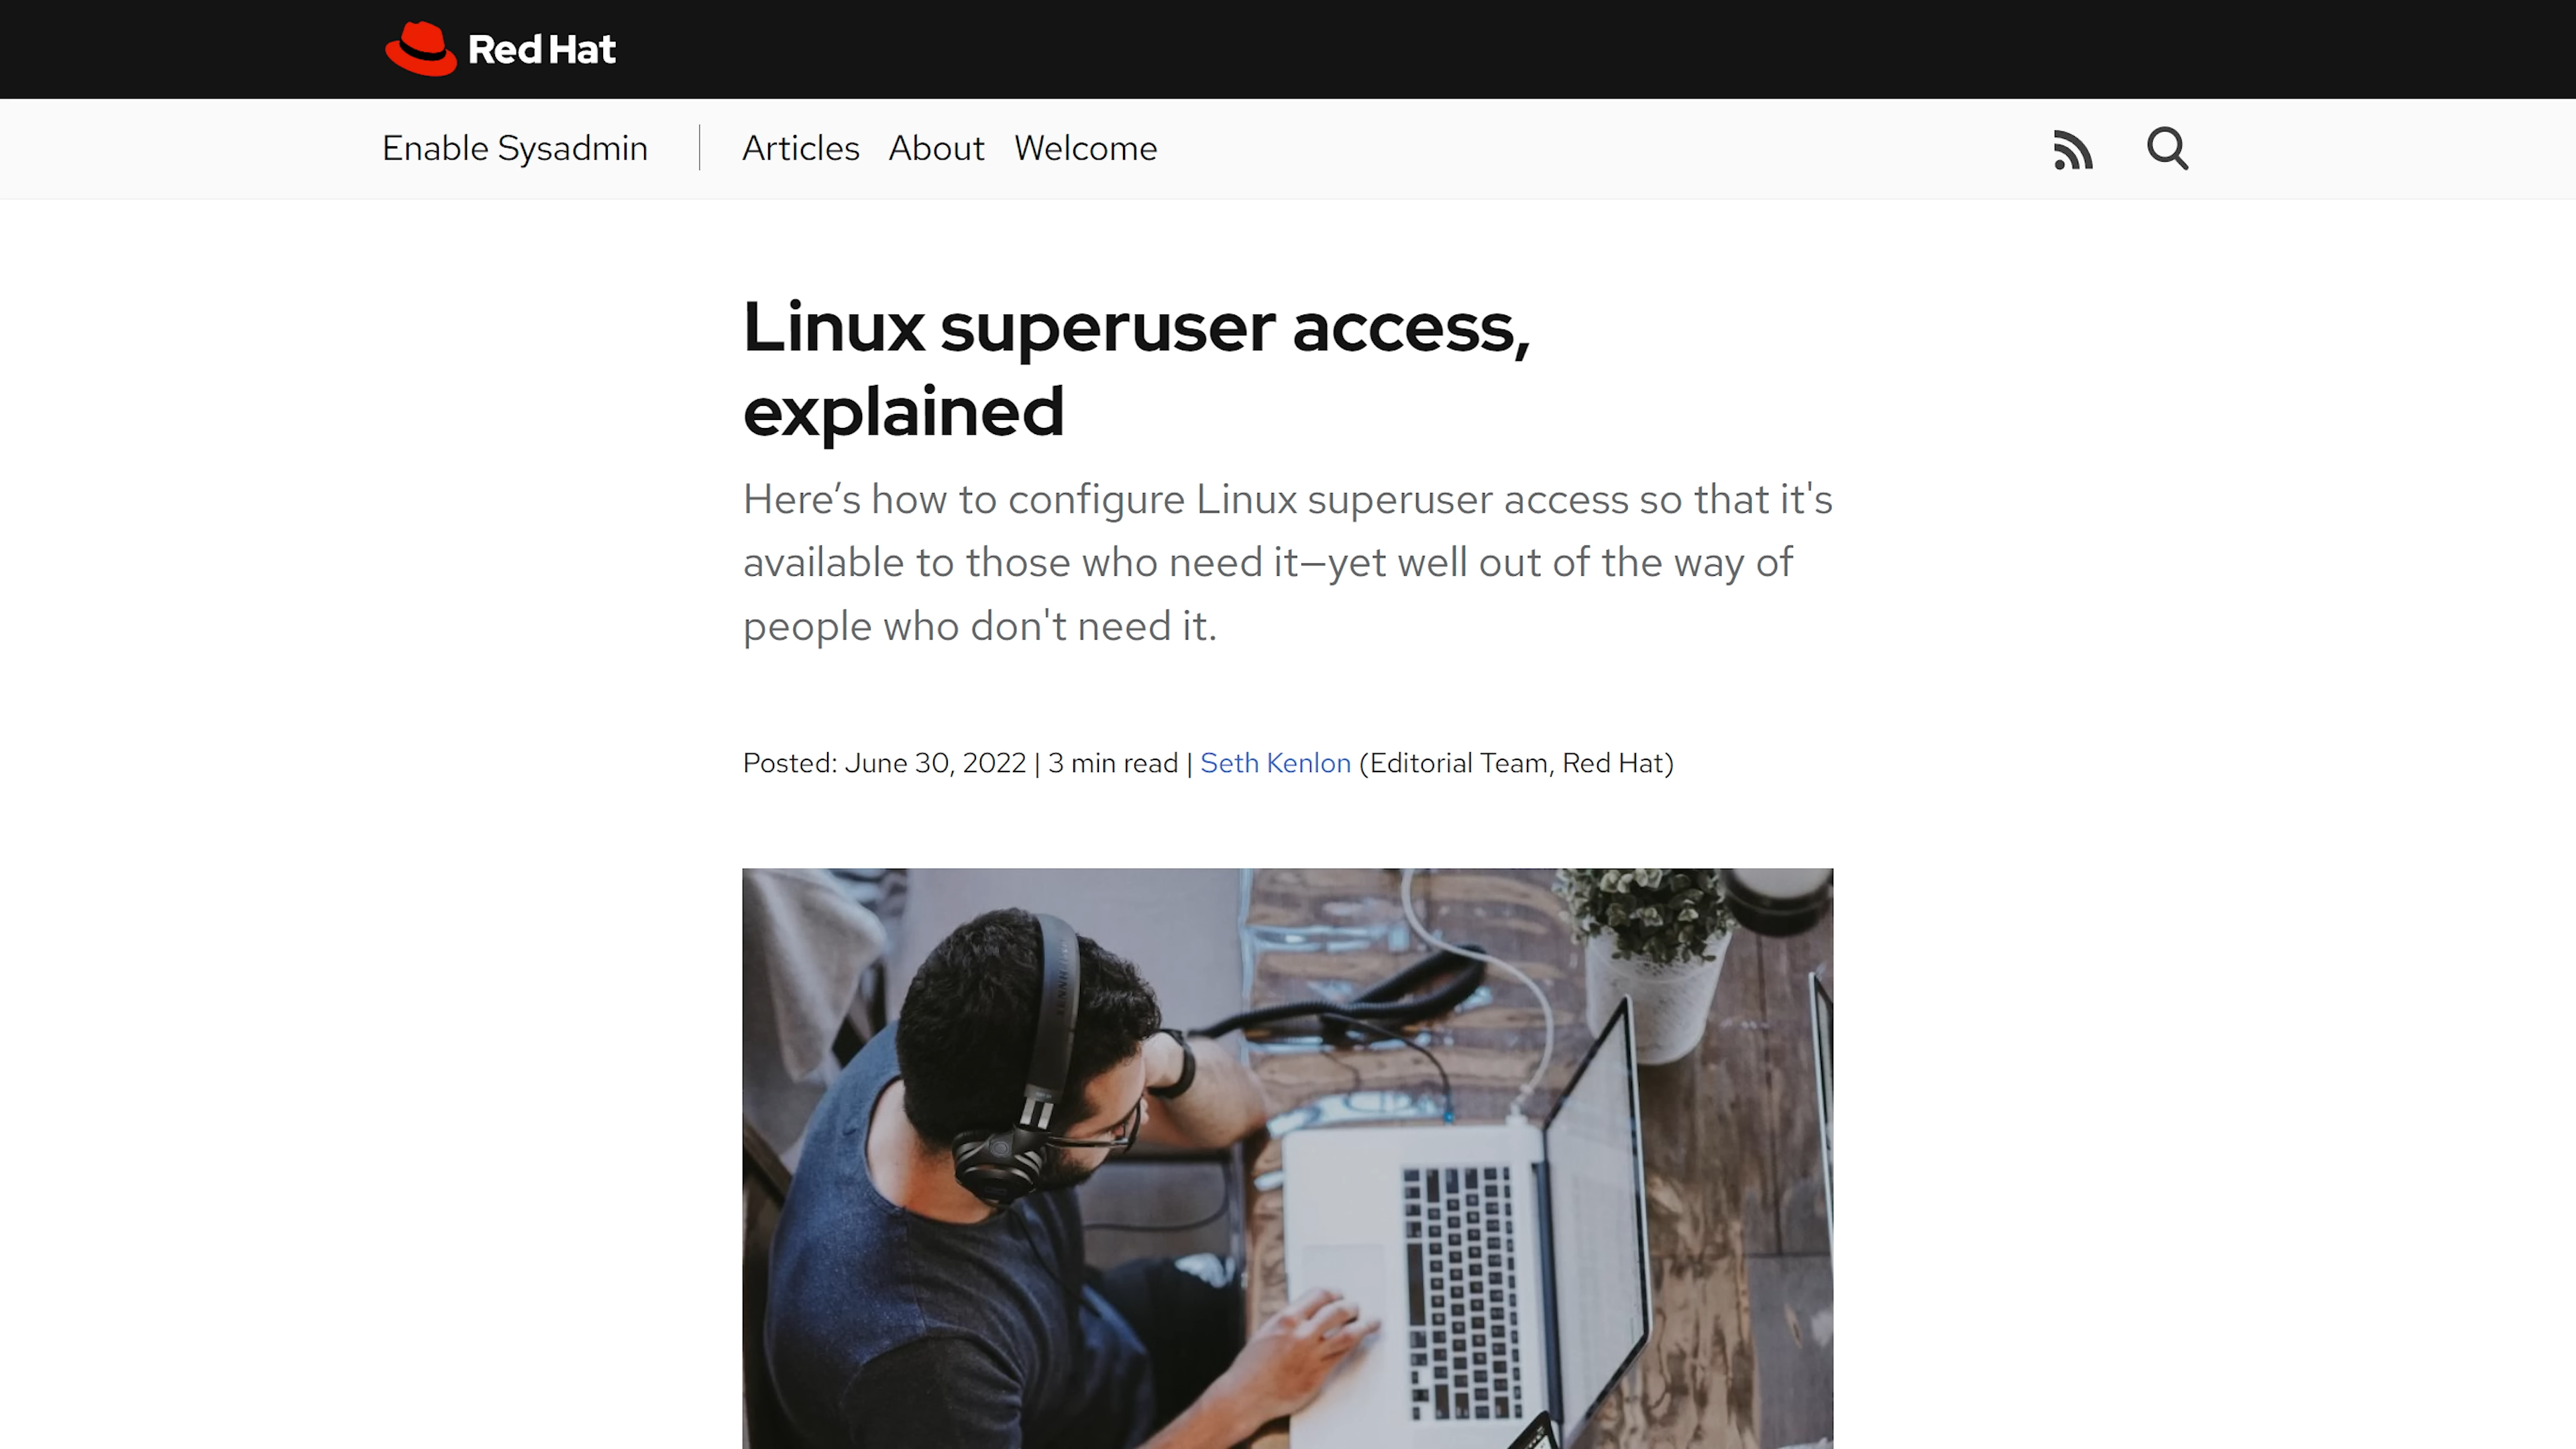 Red Hat
Enable Sysadmin
Articles About Welcome
Linux superuser access,
explained
Here’s how to configure Linux superuser access so that it's
available to those who need it—yet well out of the way of
people who don't need it.
Posted: June 30, 2022 | 3 min read | Seth Kenlon (Editorial Team, Red Hat)